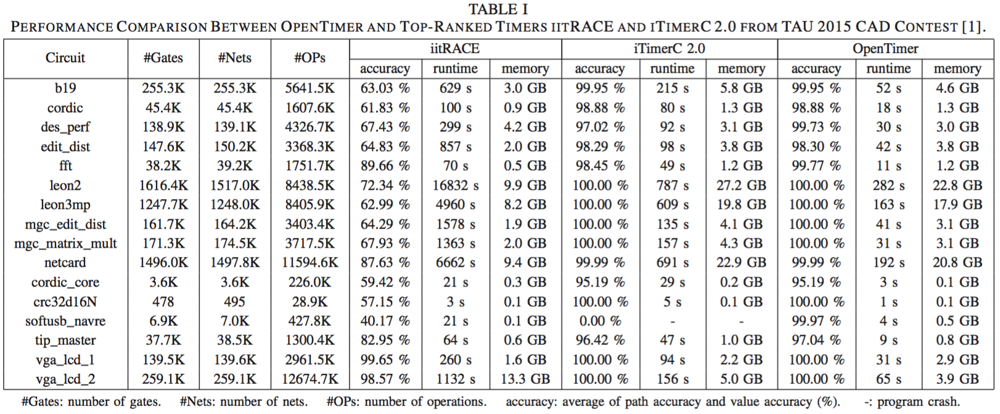 TABLE I
PERFORMANCE COMPARISON BETWEEN OPENTIMER AND TOP-RANKED TIMERS IITRACE AND ITIMERC 2.0 FROM TAU 2015 CAD CONTEST [1].
Circuit #Gates #Nets #OPs iitRACE iTimerC 2.0 OpenTimer
accuracy runtime memory accuracy runtime memory accuracy runtime memory
b19 255.3K 255.3K 5641.5K 63.03 % 629 s 3.0 GB 99.95 % 215 s 5.8 GB 99.95 % 52 s 4.6 GB
cordic 45.4K 45.4K 1607.6K 61.83 % 100 s 0.9 GB 98.88 % 80 s 1.3 GB 98.88 % 18 s 1.3 GB
des_perf 138.9K 139.1K 4326.7K 67.43 % 299 s 4.2 GB 97.02 % 92 s 3.1 GB 99.73 % 30 s 3.0 GB
edit_dist 147.6K 150.2K 3368.3K 64.83 % 857 s 2.0 GB 98.29 % 98 s 3.8 GB 98.30 % 42 s 3.8 GB
fft 38.2K 39.2K 1751.7K 89.66 % 70 s 0.5 GB 98.45 % 49 s 1.2 GB 99.77 % 11 s 1.2 GB
leon2 1616.4K 1517.0K 8438.5K 72.34 % 16832 s 9.9 GB 100.00 % 787 s 27.2 GB 100.00 % 282 s 22.8 GB
leon3mp 1247.7K 1248.0K 8405.9K 62.99 % 4960 s 8.2 GB 100.00 % 609 s 19.8 GB 100.00 % 163 s 17.9 GB
mgc_edit_dist 161.7K 164.2K 3403.4K 64.29 % 1578 s 1.9 GB 100.00 % 135 s 4.1 GB 100.00 % 41 s 3.1 GB
mgc_matrix_mult 171.3K 174.5K 3717.5K 67.93 % 1363 s 2.0 GB 100.00 % 157 s 4.3 GB 100.00 % 31 s 3.1 GB
netcard 1496.0K 1497.8K 11594.6K 87.63 % 6662 s 9.4 GB 99.99 % 691 s 22.9 GB 99.99 % 192 s 20.8 GB
cordic_core 3.6K 3.6K 226.0K 59.42 % 21 s 0.3 GB 95.19 % 29 s 0.2 GB 95.19 % 3 s 0.1 GB
crc32d16N 478 495 28.9K 57.15 % 3 s 0.1 GB 100.00 % 5 s 0.1 GB 100.00 % 1 s 0.1 GB
softusb_navre 6.9K 7.0K 427.8K 40.17 % 21 s 0.1 GB 0.00 % - - 99.97 % 4 s 0.5 GB
tip_master 37.7K 38.5K 1300.4K 82.95 % 64 s 0.6 GB 96.42 % 47 s 1.0 GB 97.04 % 9 s 0.8 GB
vga_lcd_1 139.5K 139.6K 2961.5K 99.65 % 260 s 1.6 GB 100.00 % 94 s 2.2 GB 100.00 % 31 s 2.9 GB
vga_lcd_2 259.1K 259.1K 12674.7K 98.57 % 1132 s 13.3 GB 100.00 % 156 s 5.0 GB 100.00 % 65 s 3.9 GB
#Gates: number of gates. #Nets: number of nets. #OPs: number of operations. accuracy: average of path accuracy and value accuracy (%). -: program crash.